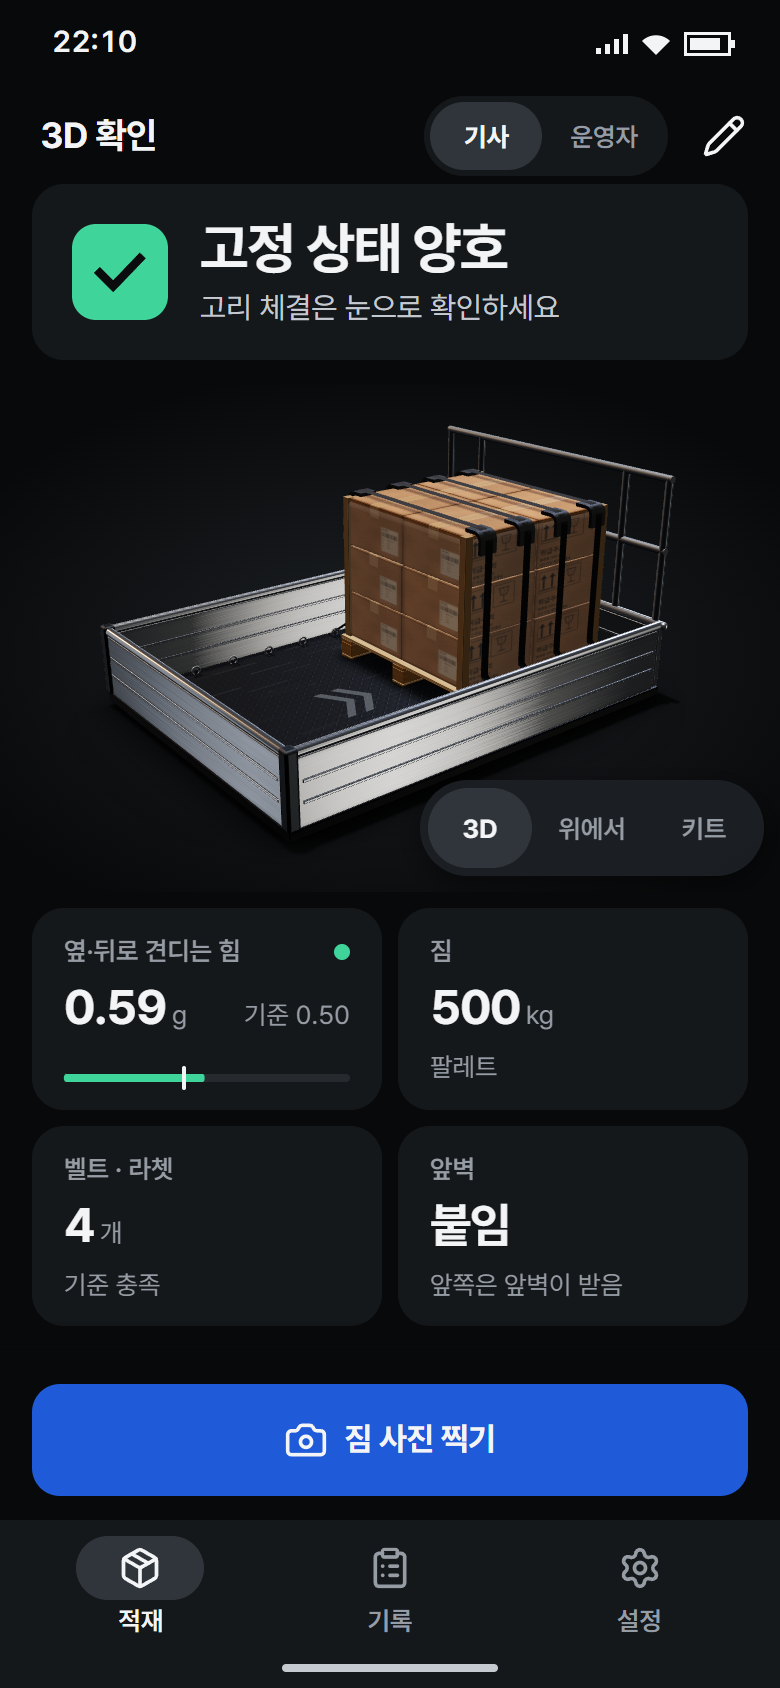 22:10
3D 확인
기사
운영자
고정 상태 양호
고리 체결은 눈으로 확인하세요
3D
위에서
키트
옆·뒤로 견디는 힘
0.59 g
기준 0.50
짐
500 kg
팔레트
벨트 · 라쳇
4 개
기준 충족
앞벽
붙임
앞쪽은 앞벽이 받음
짐 사진 찍기
적재
기록
설정